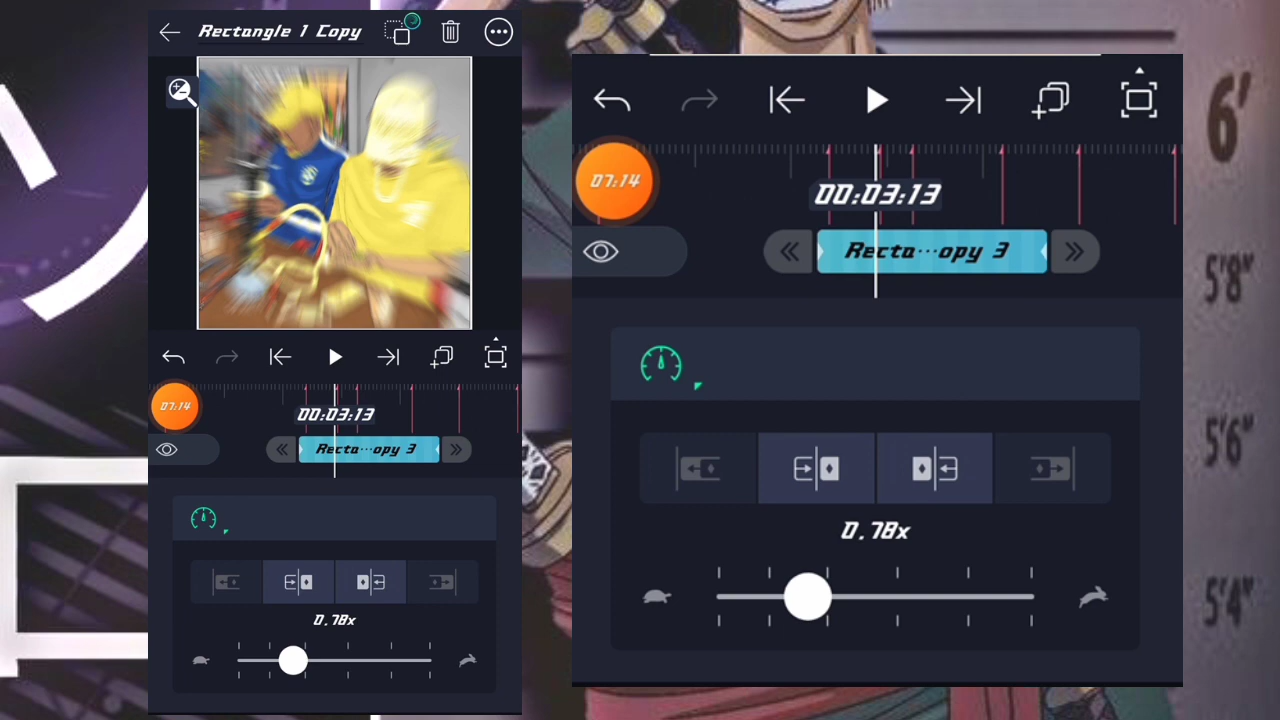 Rectangle 1 Copy
07:14
00:03:13
Recta...opy 3
0.78x
07:14
00:03:13
Recta...opy 3
0.78x
6'
5'8"
5'6"
5'4"